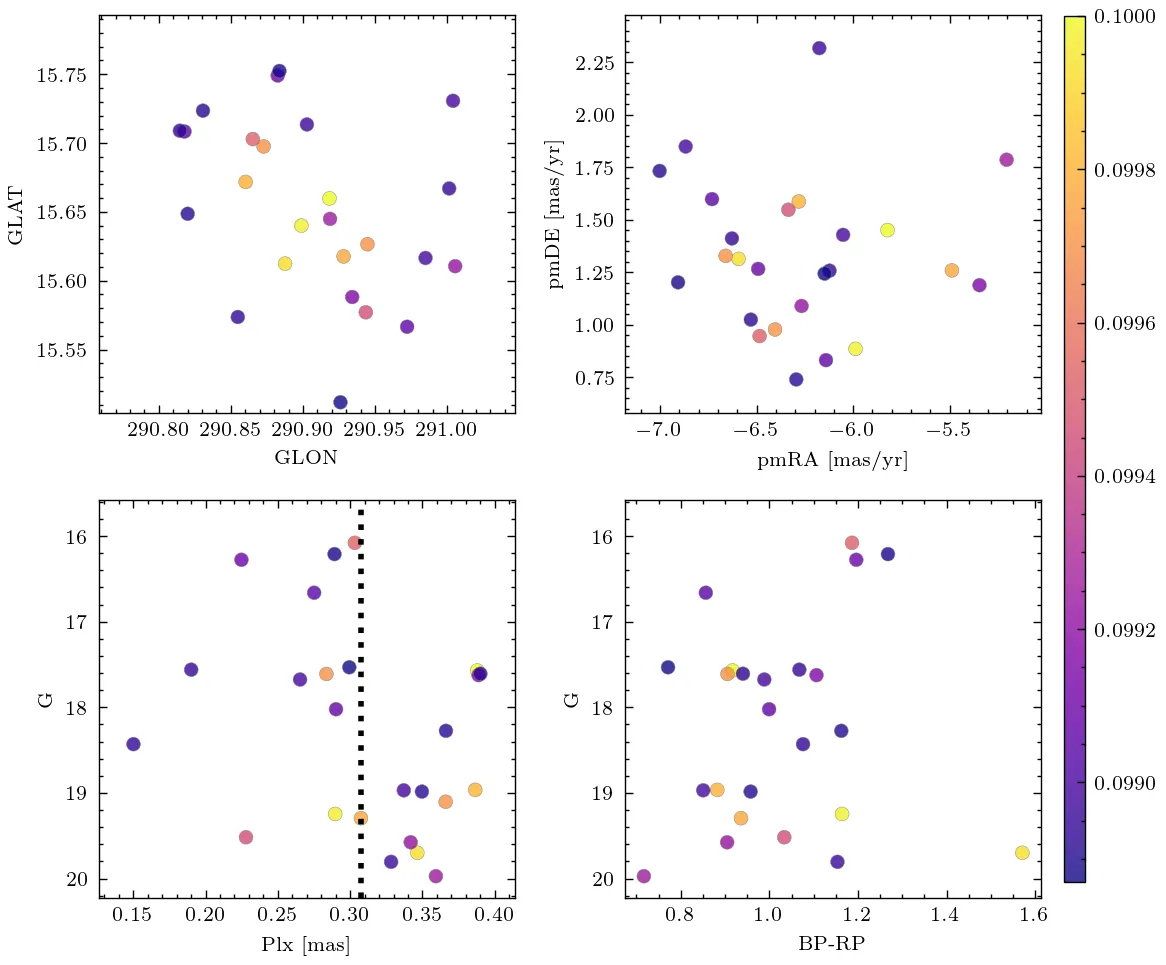 15.75
15.70
15.65
15.60
15.55
GLAT
290.80 290.85 290.90 290.95 291.00
GLON
2.25
2.00
1.75
1.50
1.25
1.00
0.75
pmDE [mas/yr]
−7.0 −6.5 −6.0 −5.5
pmRA [mas/yr]
16
17
18
19
20
G
0.15 0.20 0.25 0.30 0.35 0.40
Plx [mas]
16
17
18
19
20
G
0.8 1.0 1.2 1.4 1.6
BP-RP
0.1000
0.0998
0.0996
0.0994
0.0992
0.0990